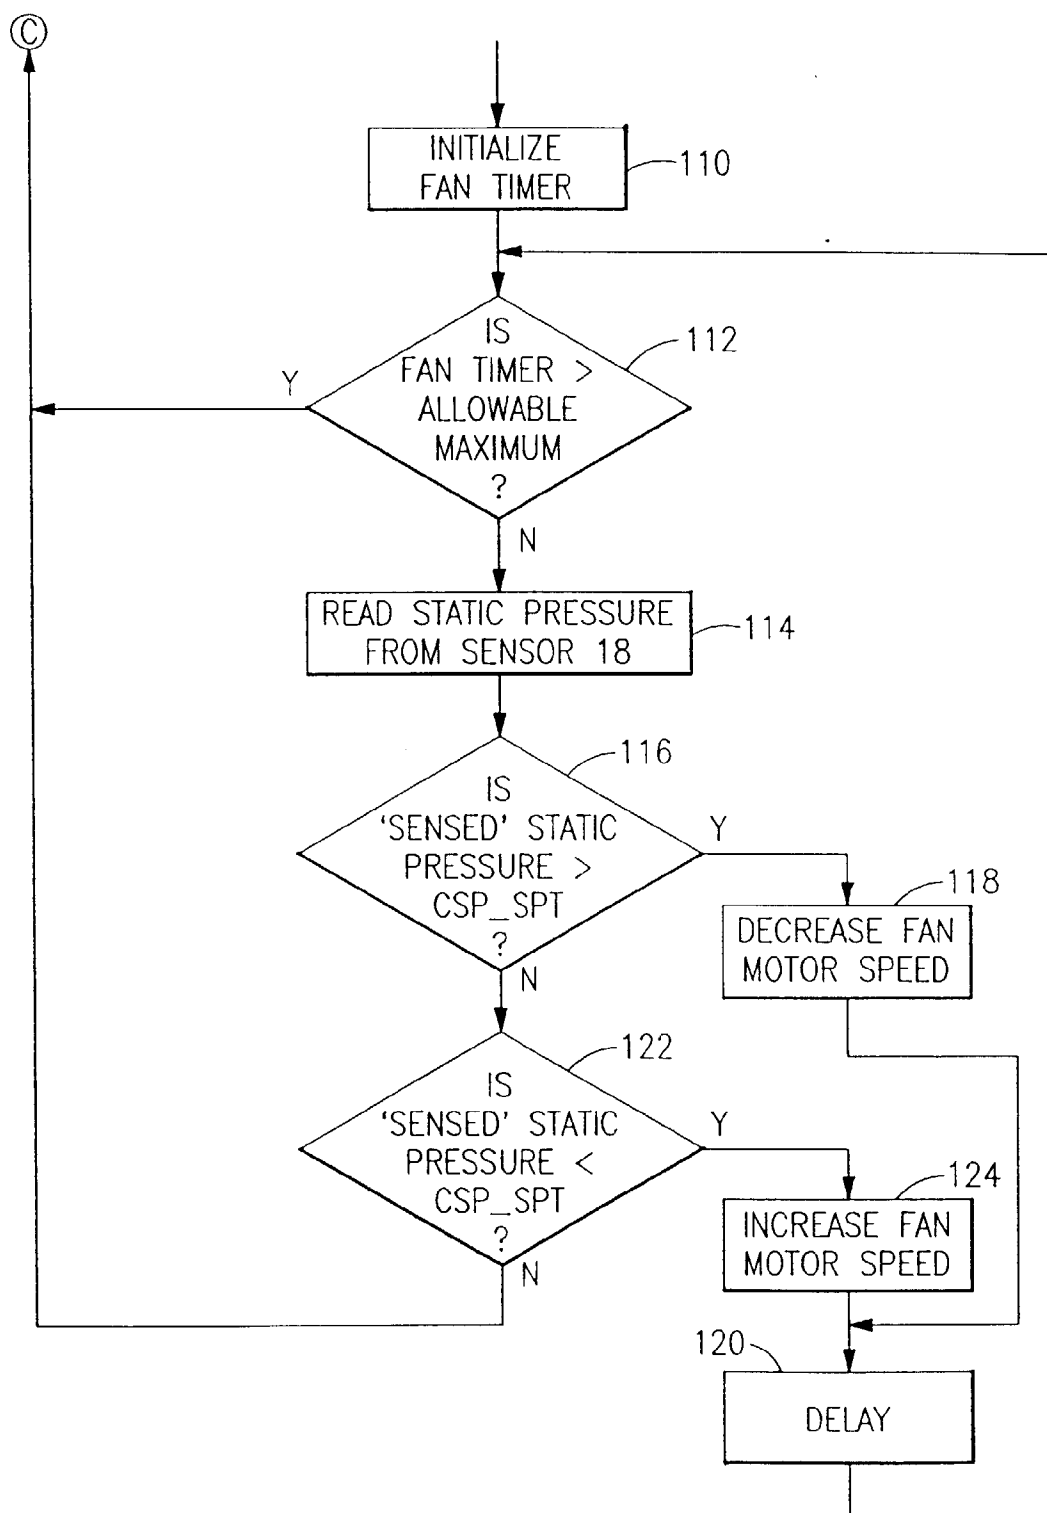 C
INITIALIZE
FAN TIMER
110
IS
FAN TIMER >
ALLOWABLE
MAXIMUM
?
112
Y
N
READ STATIC PRESSURE
FROM SENSOR 18
114
IS
'SENSED' STATIC
PRESSURE >
CSP_SPT
?
116
Y
N
DECREASE FAN
MOTOR SPEED
118
IS
'SENSED' STATIC
PRESSURE <
CSP_SPT
?
122
Y
N
INCREASE FAN
MOTOR SPEED
124
120
DELAY